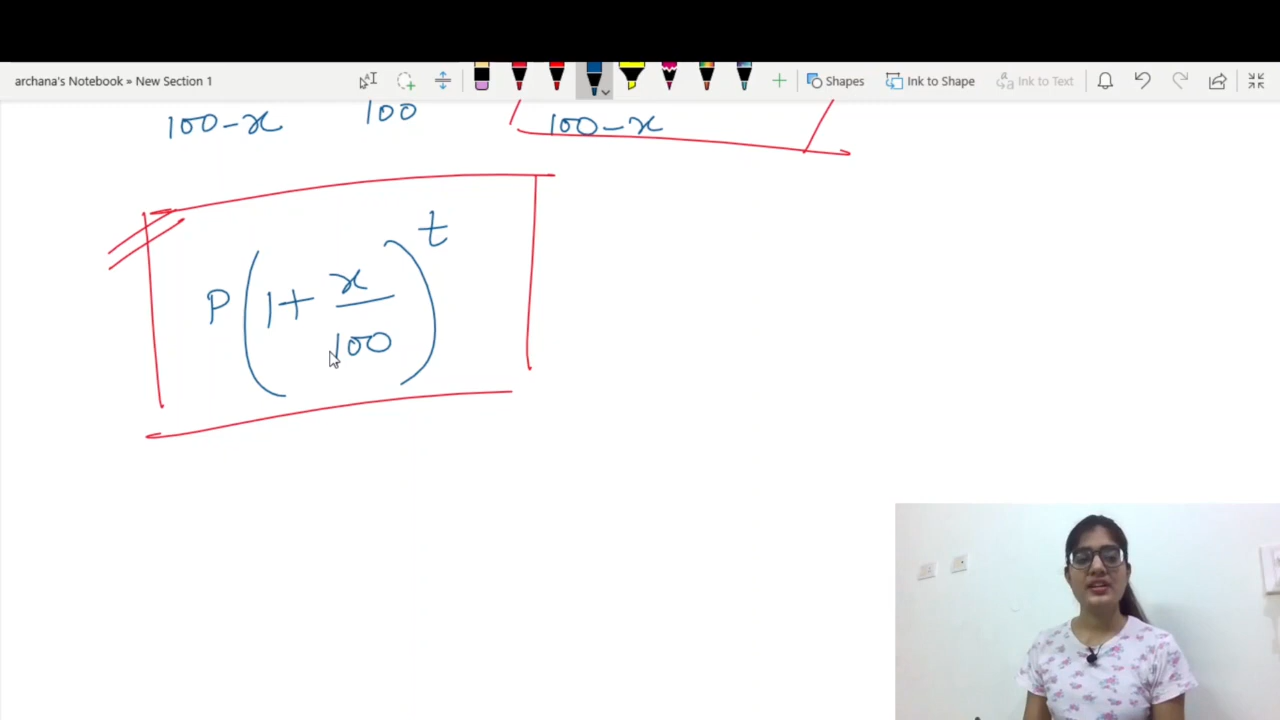 archana's Notebook » New Section 1
Shapes
Ink to Shape
Ink to Text
100-x 100 100-x
P(1+x/100)^t